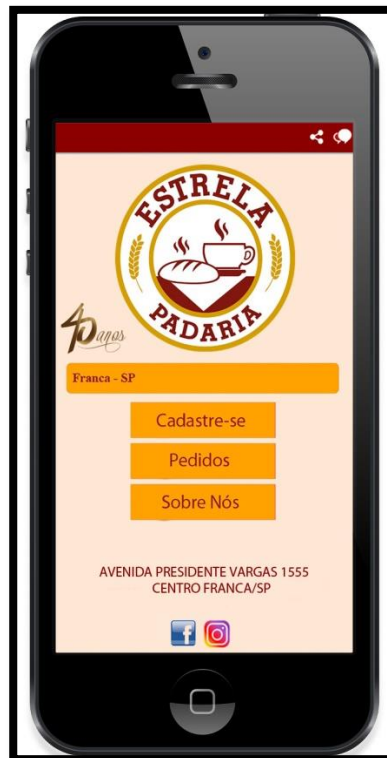 ESTRELA
PADARIA
40 anos
Franca - SP
Cadastre-se
Pedidos
Sobre Nós
AVENIDA PRESIDENTE VARGAS 1555
CENTRO FRANCA/SP